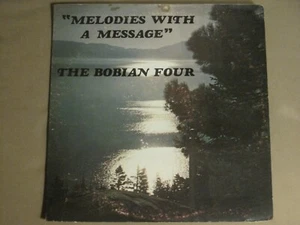 "MELODIES WITH
A MESSAGE"
THE BOBIAN FOUR